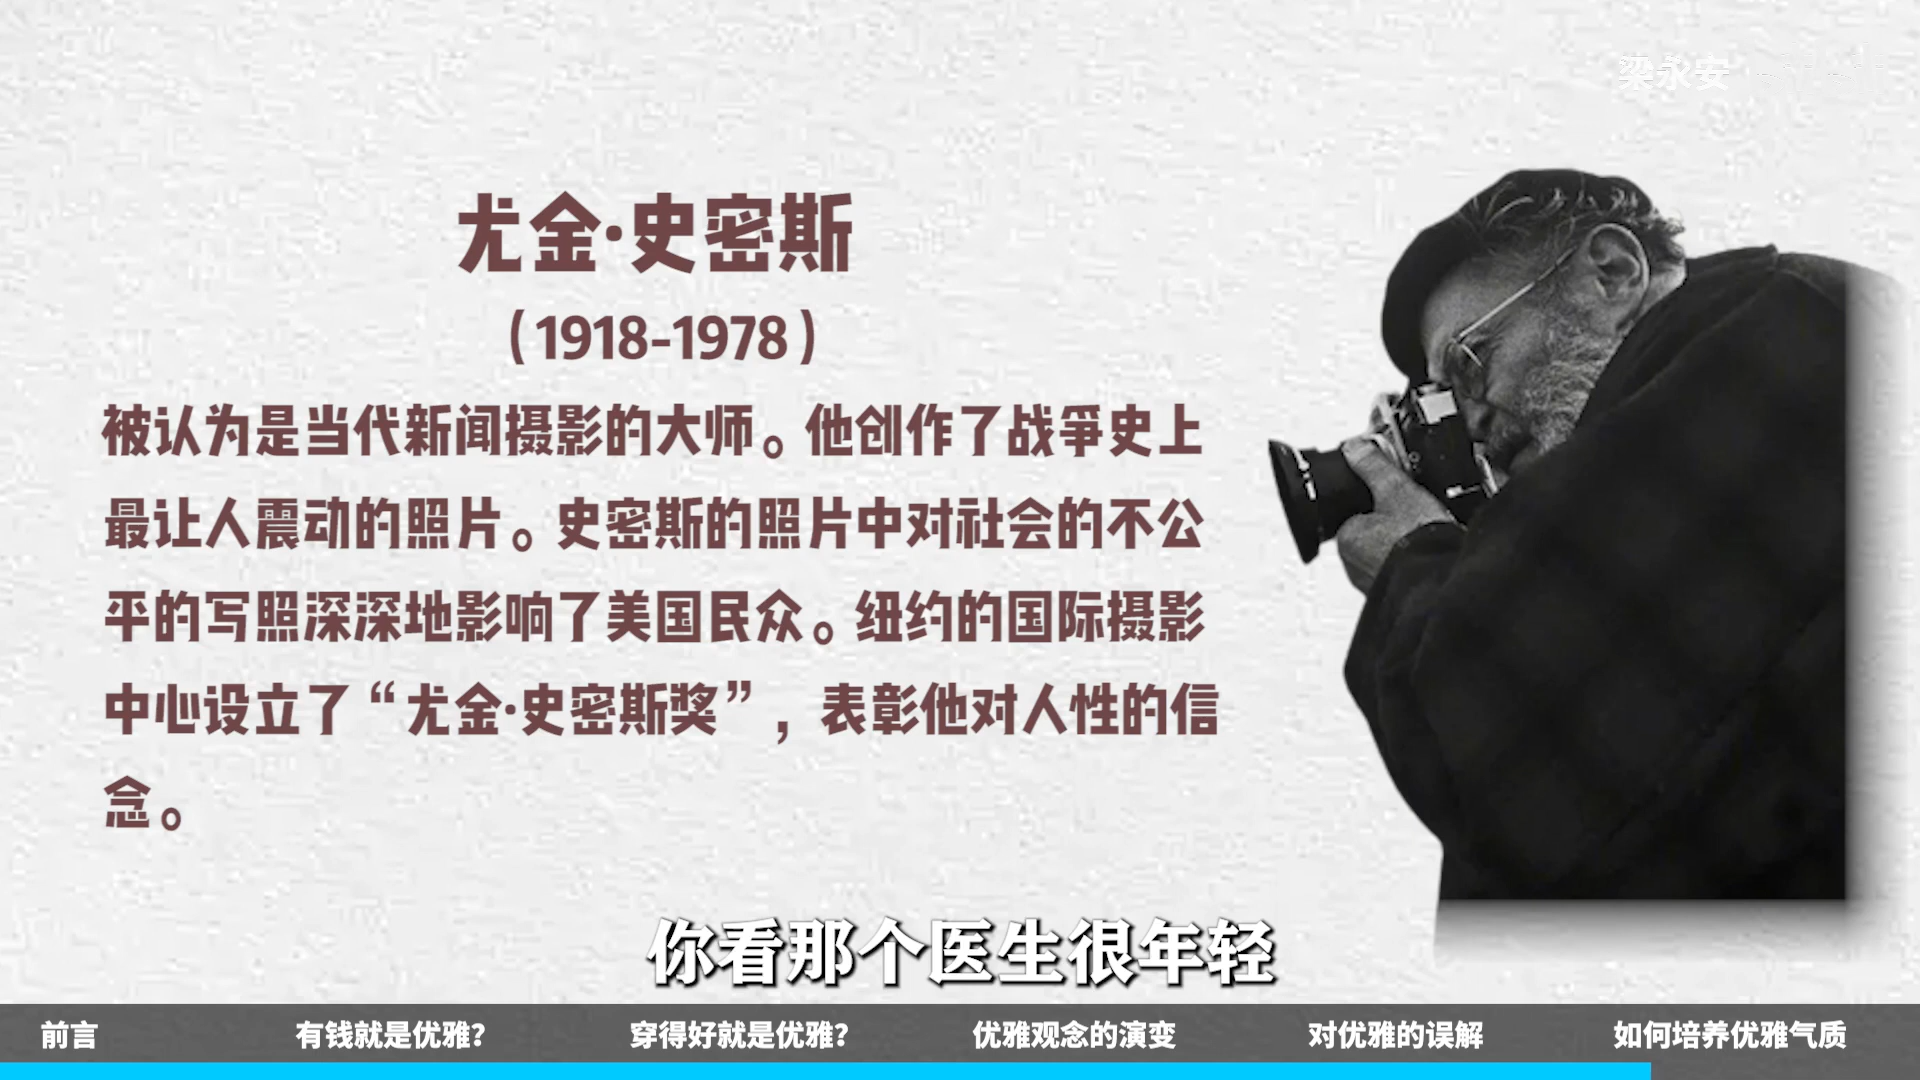 梁永安
尤金·史密斯
（1918-1978）
被认为是当代新闻摄影的大师。他创作了战争史上
最让人震动的照片。史密斯的照片中对社会的不公
平的写照深深地影响了美国民众。纽约的国际摄影
中心设立了“尤金·史密斯奖”，表彰他对人性的信
念。
你看那个医生很年轻
前言
有钱就是优雅？
穿得好就是优雅？
优雅观念的演变
对优雅的误解
如何培养优雅气质